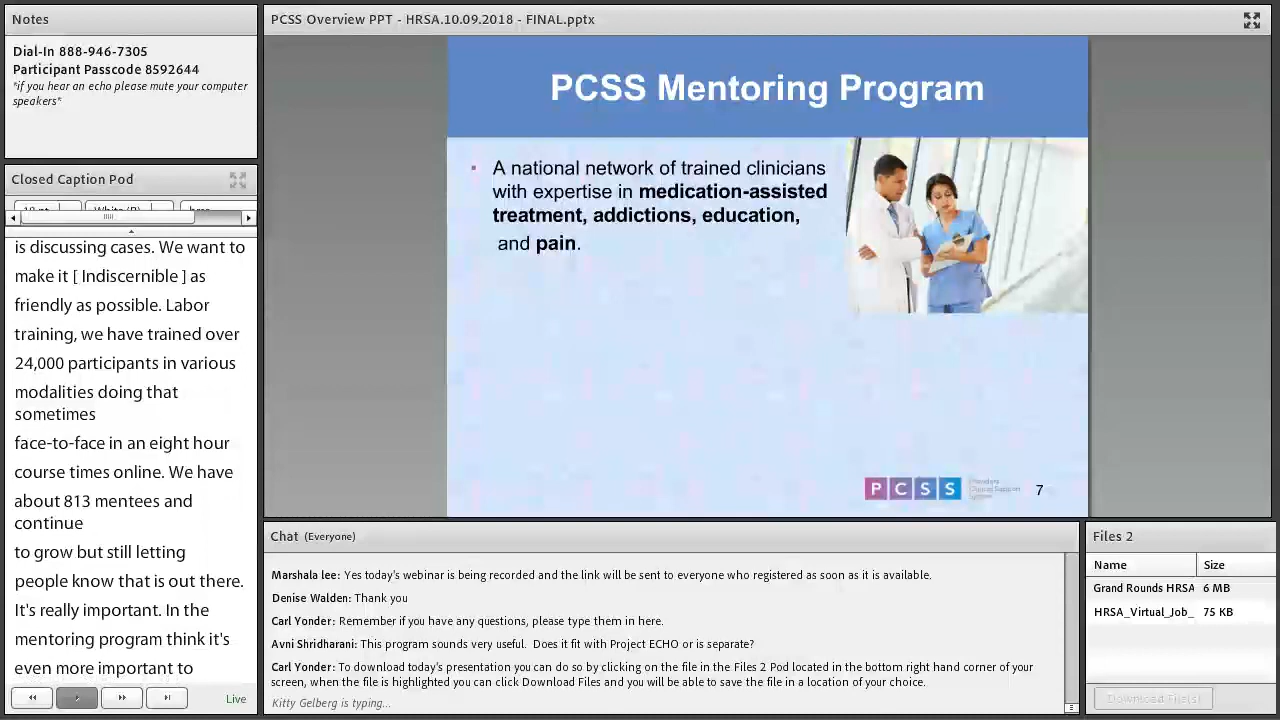 Notes
Dial-In 888-946-7305
Participant Passcode 8592644
*if you hear an echo please mute your computer
speakers*
Closed Caption Pod
is discussing cases. We want to
make it [ Indiscernible ] as
friendly as possible. Labor
training, we have trained over
24,000 participants in various
modalities doing that
sometimes
face-to-face in an eight hour
course times online. We have
about 813 mentees and
continue
to grow but still letting
people know that is out there.
It's really important. In the
mentoring program think it's
even more important to
Live
PCSS Overview PPT - HRSA.10.09.2018 - FINAL.pptx
PCSS Mentoring Program
• A national network of trained clinicians
with expertise in medication-assisted
treatment, addictions, education,
and pain.
PCSS
Providers
Clinical Support
System
7
Chat (Everyone)
Marshala lee: Yes today's webinar is being recorded and the link will be sent to everyone who registered as soon as it is available.
Denise Walden: Thank you
Carl Yonder: Remember if you have any questions, please type them in here.
Avni Shridharani: This program sounds very useful. Does it fit with Project ECHO or is separate?
Carl Yonder: To download today's presentation you can do so by clicking on the file in the Files 2 Pod located in the bottom right hand corner of your
screen, when the file is highlighted you can click Download Files and you will be able to save the file in a location of your choice.
Kitty Gelberg is typing...
Files 2
Name Size
Grand Rounds HRSA 6 MB
HRSA_Virtual_Job_ 75 KB
Download File(s)